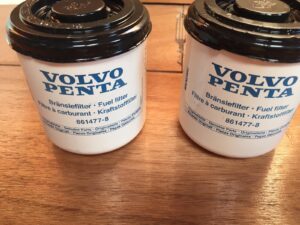 VOLVO
PENTA
Bränslefilter · Fuel filter
Filtre à carburant · Kraftstofffilter
861477-8
VOLVO
PENTA
Bränslefilter · Fuel filter
Filtre à carburant · Kraftstofffilter
861477-8